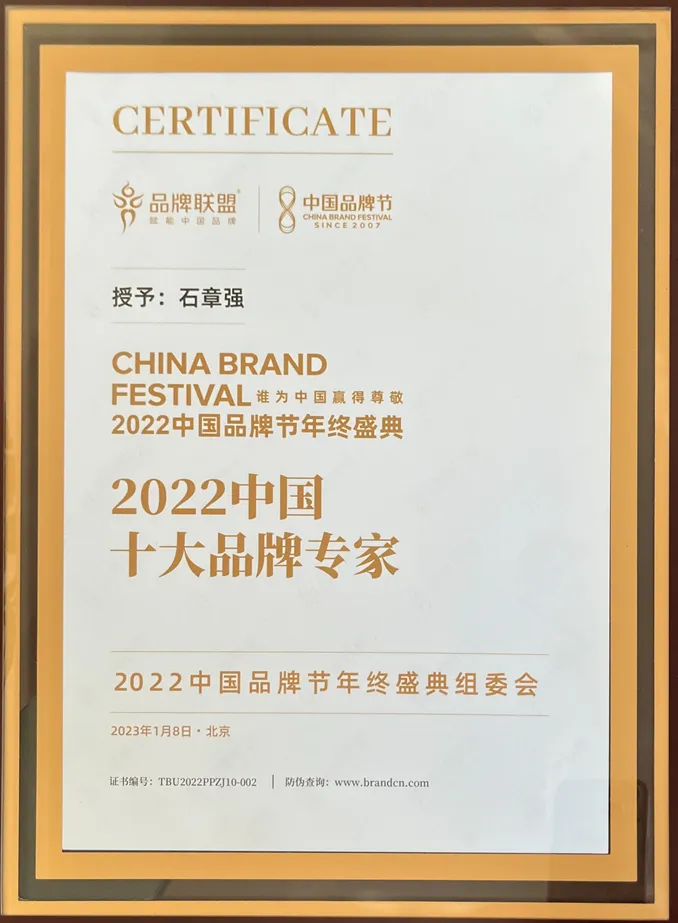 CERTIFICATE
品牌联盟®
赋能中国品牌
中国品牌节
CHINA BRAND FESTIVAL
SINCE 2007
授予：石章强
CHINA BRAND
FESTIVAL 谁为中国赢得尊敬
2022中国品牌节年终盛典
2022中国
十大品牌专家
2022中国品牌节年终盛典组委会
2023年1月8日·北京
证书编号：TBU2022PPZJ10-002 | 防伪查询：www.brandcn.com